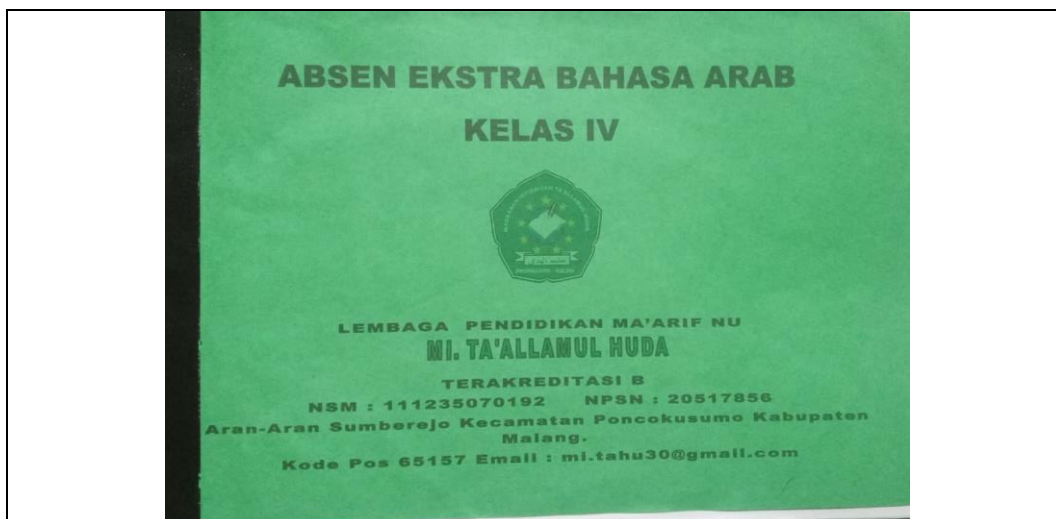 ABSEN EKSTRA BAHASA ARAB
KELAS IV
LEMBAGA PENDIDIKAN MA'ARIF NU
MI. TA'ALLAMUL HUDA
TERAKREDITASI B
NSM : 111235070192 NPSN : 20517856
Aran-Aran Sumberejo Kecamatan Poncokusumo Kabupaten
Malang.
Kode Pos 65157 Email : mi.tahu30@gmail.com